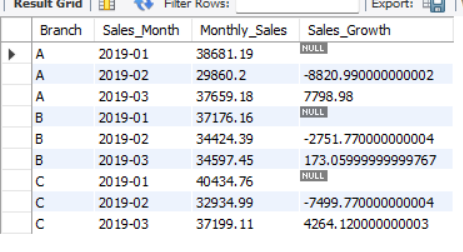 Result Grid Filter Rows: Export:
Branch Sales_Month Monthly_Sales Sales_Growth
A 2019-01 38681.19 NULL
A 2019-02 29860.2 -8820.990000000002
A 2019-03 37659.18 7798.98
B 2019-01 37176.16 NULL
B 2019-02 34424.39 -2751.770000000004
B 2019-03 34597.45 173.05999999999767
C 2019-01 40434.76 NULL
C 2019-02 32934.99 -7499.770000000004
C 2019-03 37199.11 4264.120000000003